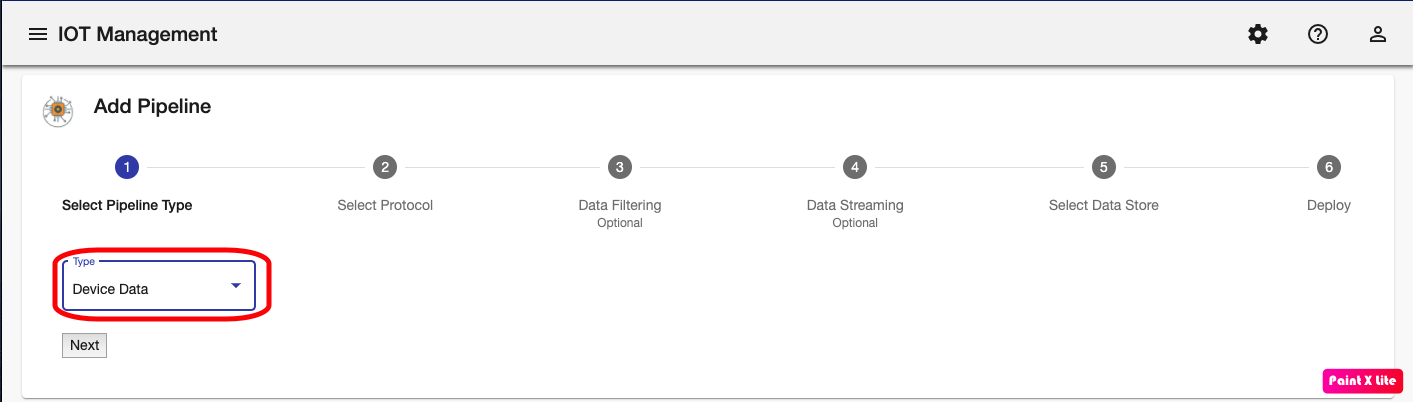 IOT Management
Add Pipeline
1 2 3 4 5 6
Select Pipeline Type Select Protocol Data Filtering Data Streaming Select Data Store Deploy
Optional Optional
Type
Device Data
Next
Paint X Lite